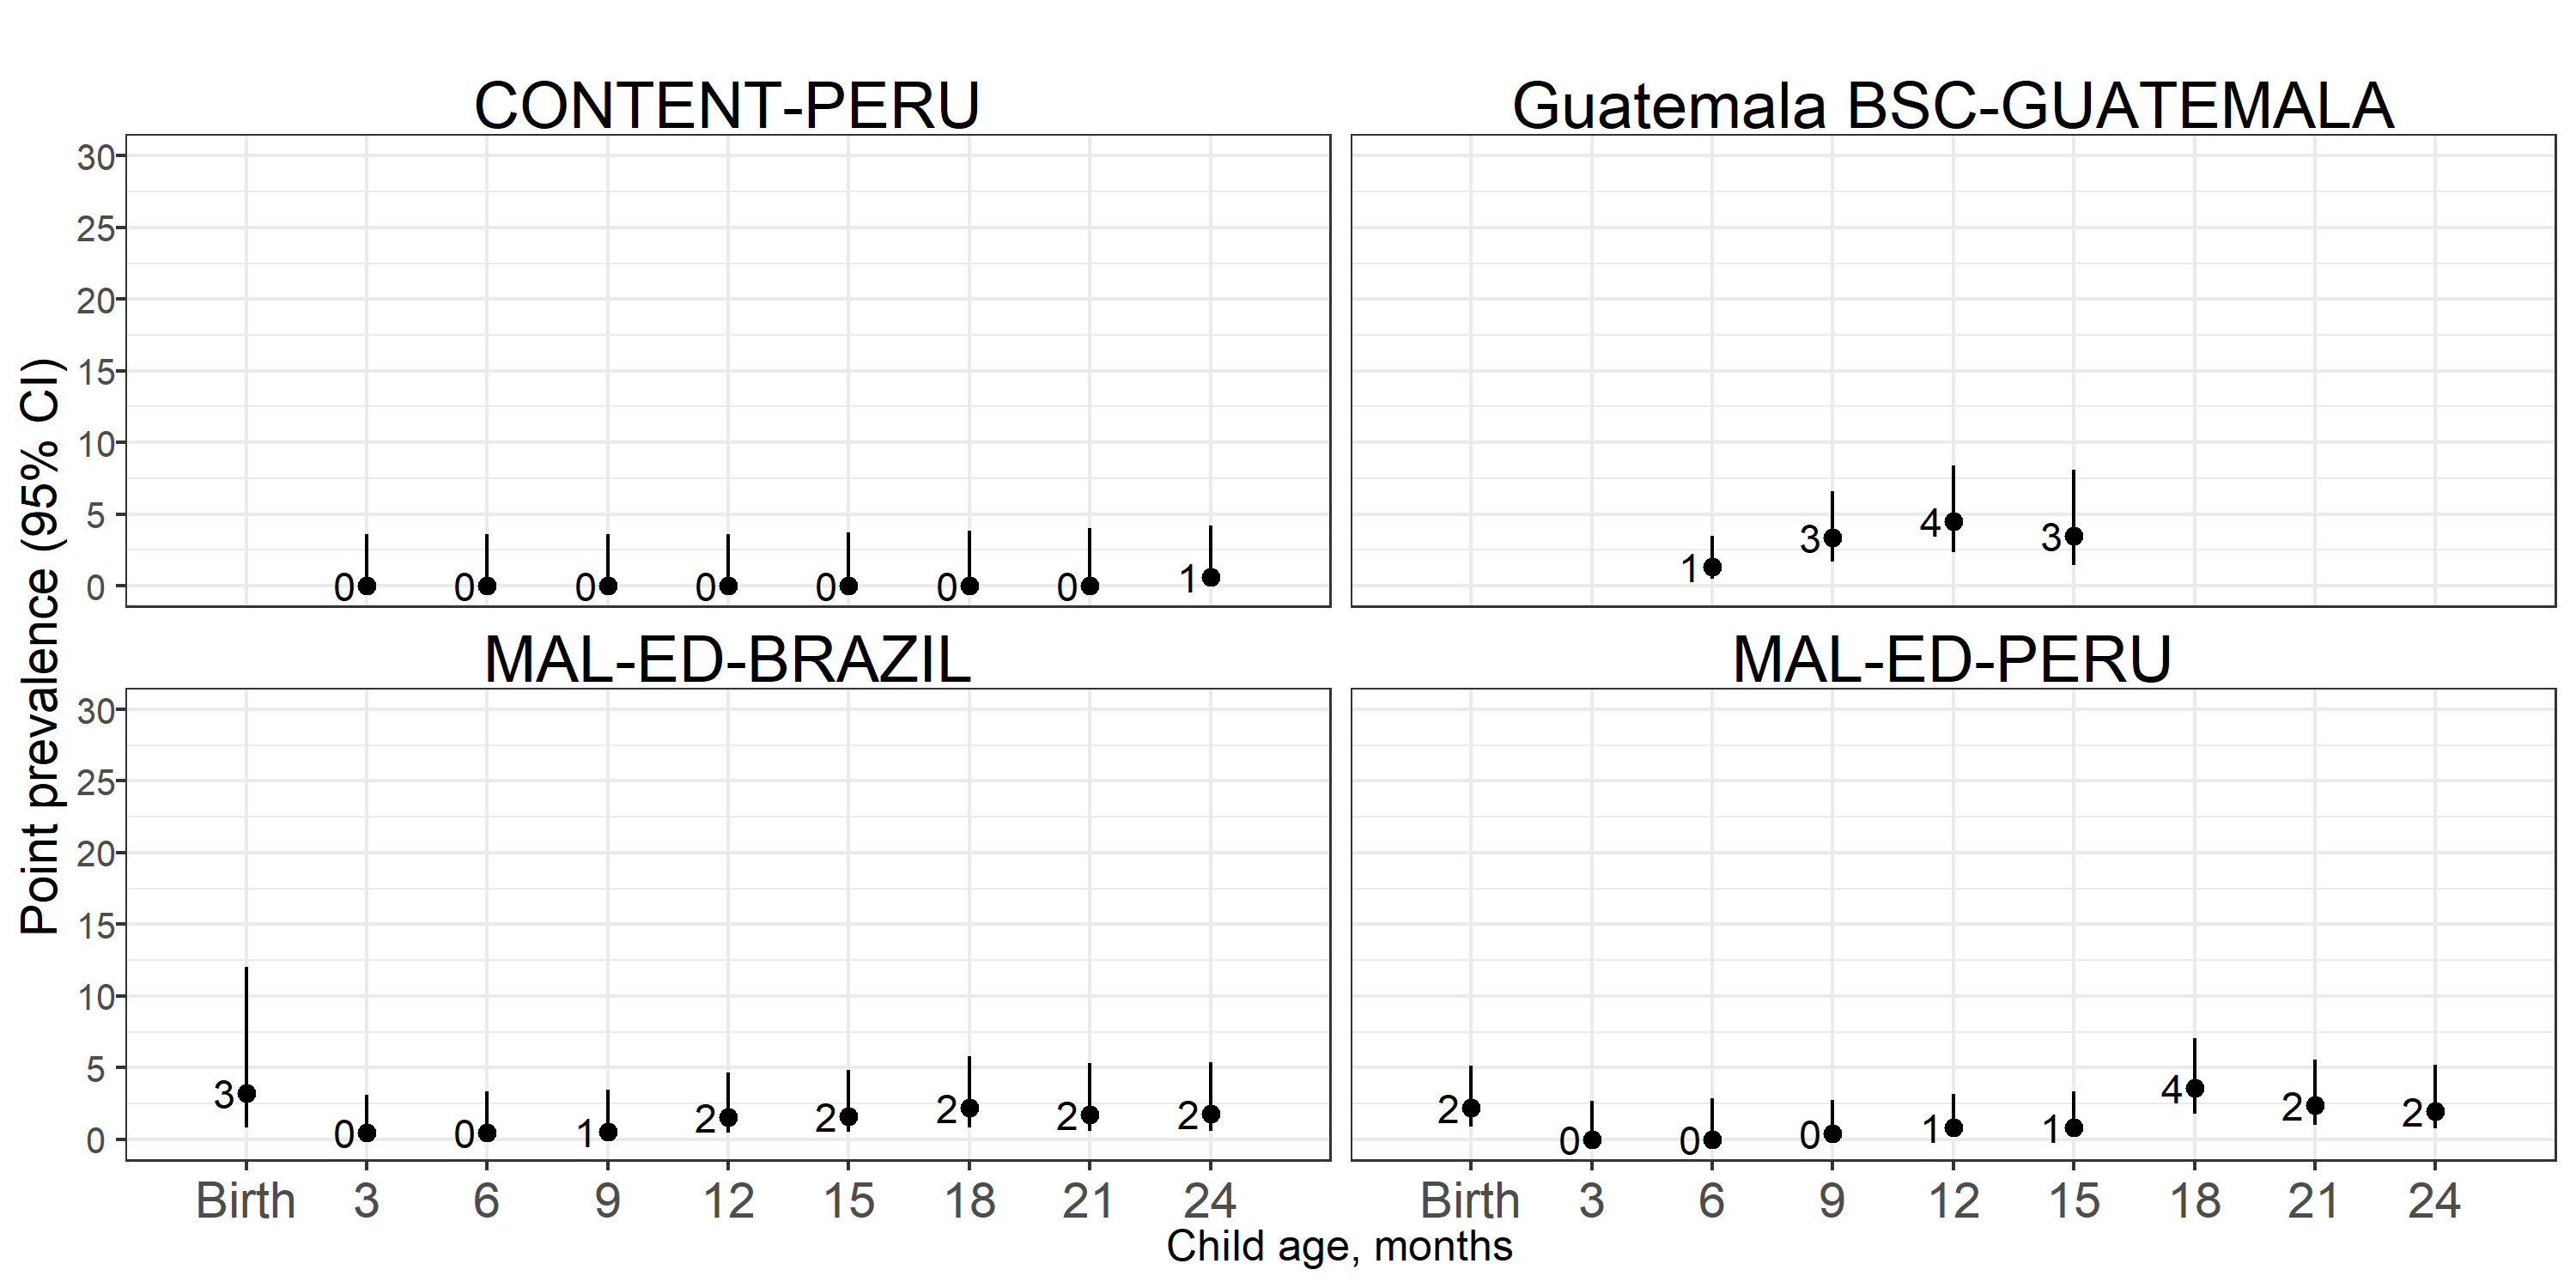 CONTENT-PERU
Guatemala BSC-GUATEMALA
Point prevalence (95% CI)
30
25
20
15
10
5
0
0 0 0 0 0 0 0 1
1 3 4 3
MAL-ED-BRAZIL
MAL-ED-PERU
30
25
20
15
10
5
0
3 0 0 1 2 2 2 2 2
2 0 0 0 1 1 4 2 2
Birth 3 6 9 12 15 18 21 24
Birth 3 6 9 12 15 18 21 24
Child age, months